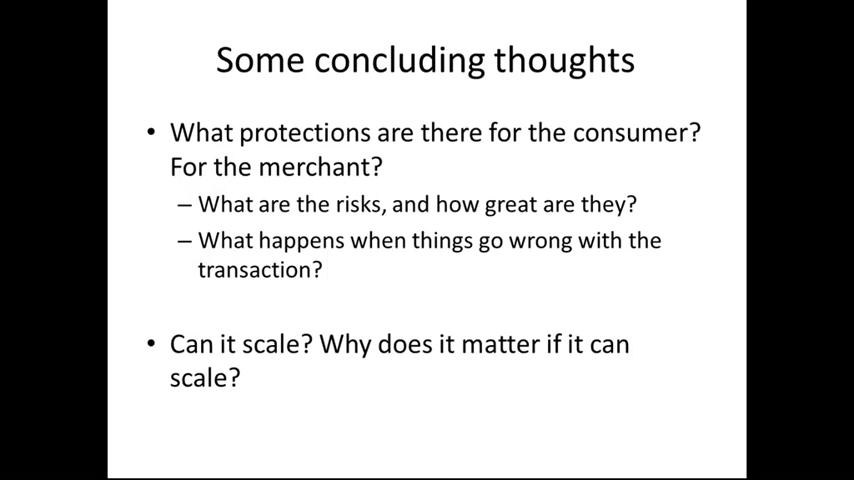 Some concluding thoughts
• What protections are there for the consumer?
For the merchant?
– What are the risks, and how great are they?
– What happens when things go wrong with the
transaction?
• Can it scale? Why does it matter if it can
scale?